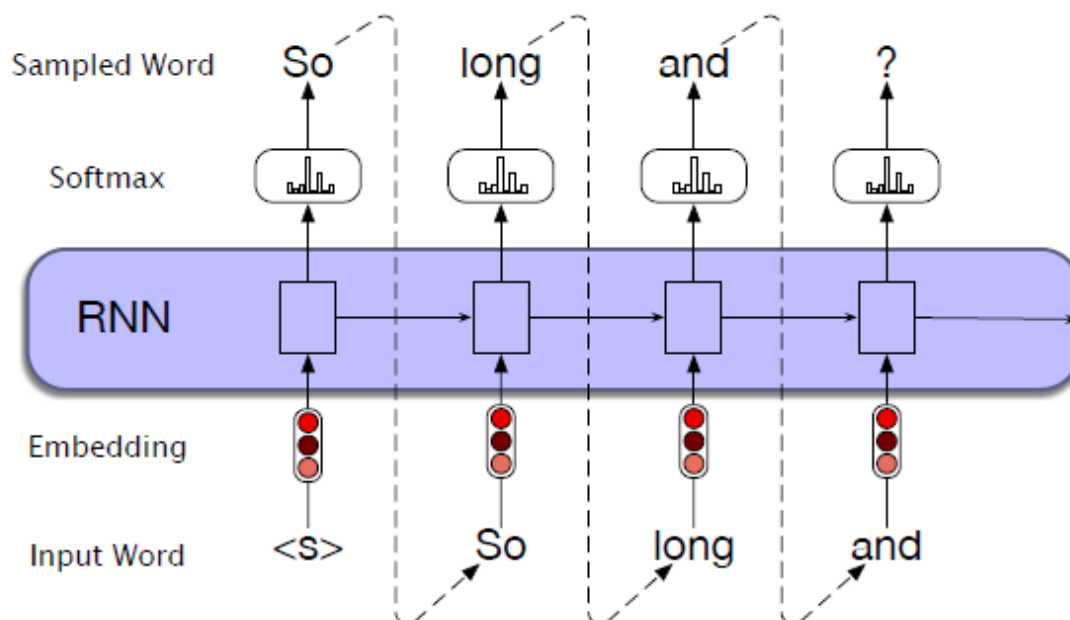 Sampled Word So long and ?
Softmax
RNN
Embedding
Input Word <s> So long and